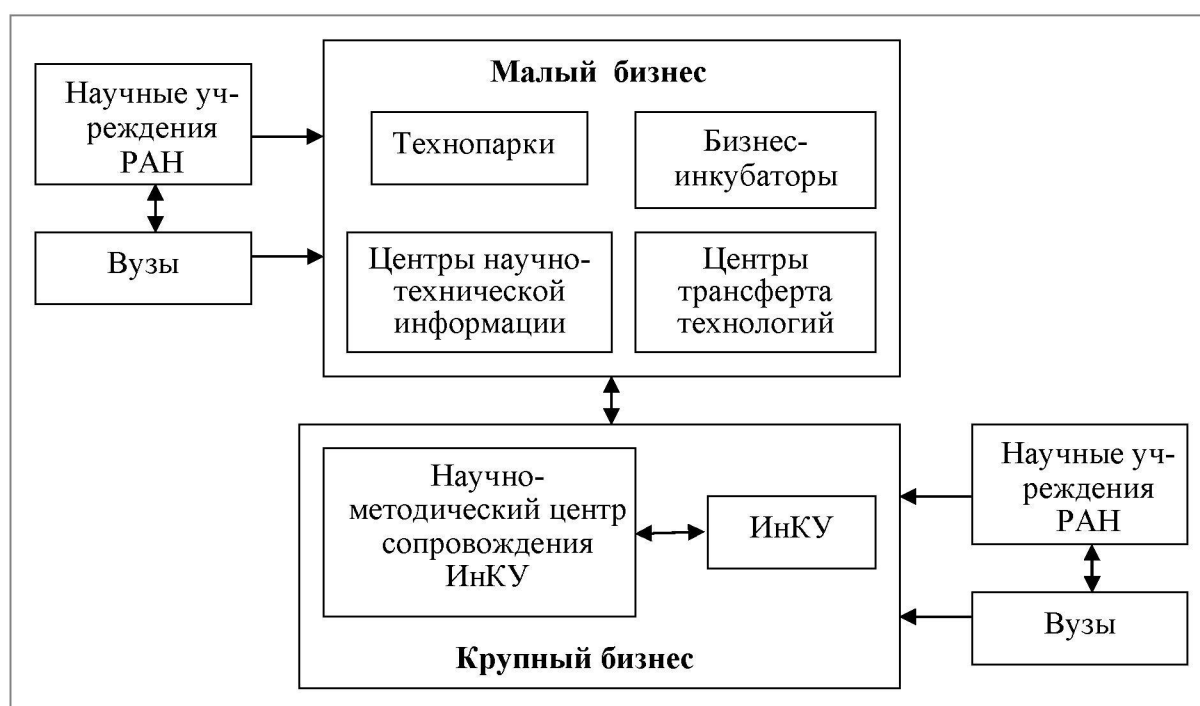 Малый бизнес
Научные уч-
реждения
РАН
Вузы
Технопарки
Бизнес-
инкубаторы
Центры научно-
технической
информации
Центры
трансферта
технологий
Научно-
методический центр
сопровождения
ИнКУ
ИнКУ
Крупный бизнес
Научные уч-
реждения
РАН
Вузы